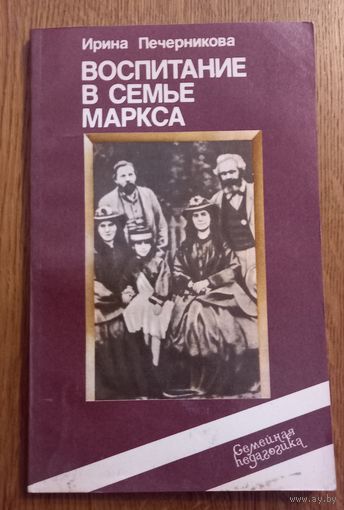 Ирина Печерникова
ВОСПИТАНИЕ
В СЕМЬЕ
МАРКСА
Семейная
педагогика
www.ay.by